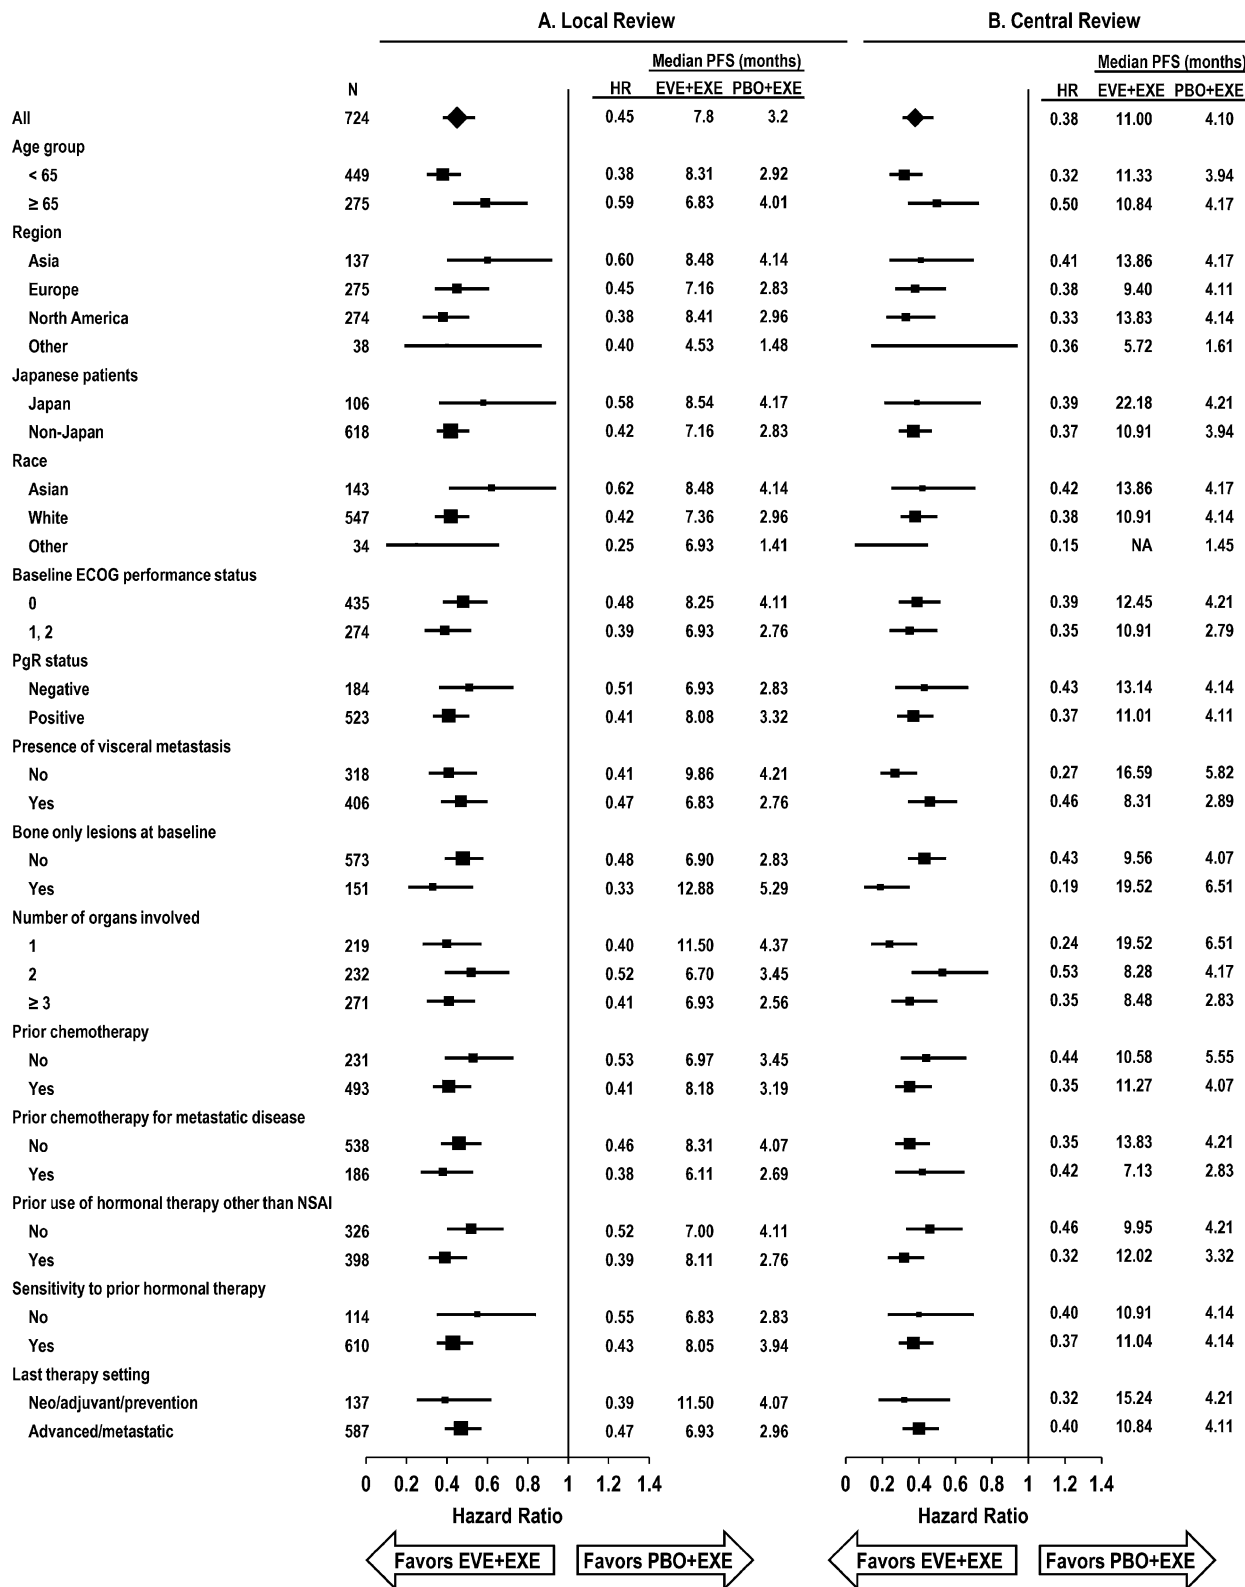 A. Local Review B. Central Review
Median PFS (months) Median PFS (months)
N HR EVE+EXE PBO+EXE HR EVE+EXE PBO+EXE
All 724 0.45 7.8 3.2 0.38 11.00 4.10
Age group
< 65 449 0.38 8.31 2.92 0.32 11.33 3.94
≥ 65 275 0.59 6.83 4.01 0.50 10.84 4.17
Region
Asia 137 0.60 8.48 4.14 0.41 13.86 4.17
Europe 275 0.45 7.16 2.83 0.38 9.40 4.11
North America 274 0.38 8.41 2.96 0.33 13.83 4.14
Other 38 0.40 4.53 1.48 0.36 5.72 1.61
Japanese patients
Japan 106 0.58 8.54 4.17 0.39 22.18 4.21
Non-Japan 618 0.42 7.16 2.83 0.37 10.91 3.94
Race
Asian 143 0.62 8.48 4.14 0.42 13.86 4.17
White 547 0.42 7.36 2.96 0.38 10.91 4.14
Other 34 0.25 6.93 1.41 0.15 NA 1.45
Baseline ECOG performance status
0 435 0.48 8.25 4.11 0.39 12.45 4.21
1, 2 274 0.39 6.93 2.76 0.35 10.91 2.79
PgR status
Negative 184 0.51 6.93 2.83 0.43 13.14 4.14
Positive 523 0.41 8.08 3.32 0.37 11.01 4.11
Presence of visceral metastasis
No 318 0.41 9.86 4.21 0.27 16.59 5.82
Yes 406 0.47 6.83 2.76 0.46 8.31 2.89
Bone only lesions at baseline
No 573 0.48 6.90 2.83 0.43 9.56 4.07
Yes 151 0.33 12.88 5.29 0.19 19.52 6.51
Number of organs involved
1 219 0.40 11.50 4.37 0.24 19.52 6.51
2 232 0.52 6.70 3.45 0.53 8.28 4.17
≥ 3 271 0.41 6.93 2.56 0.35 8.48 2.83
Prior chemotherapy
No 231 0.53 6.97 3.45 0.44 10.58 5.55
Yes 493 0.41 8.18 3.19 0.35 11.27 4.07
Prior chemotherapy for metastatic disease
No 538 0.46 8.31 4.07 0.35 13.83 4.21
Yes 186 0.38 6.11 2.69 0.42 7.13 2.83
Prior use of hormonal therapy other than NSAI
No 326 0.52 7.00 4.11 0.46 9.95 4.21
Yes 398 0.39 8.11 2.76 0.32 12.02 3.32
Sensitivity to prior hormonal therapy
No 114 0.55 6.83 2.83 0.40 10.91 4.14
Yes 610 0.43 8.05 3.94 0.37 11.04 4.14
Last therapy setting
Neo/adjuvant/prevention 137 0.39 11.50 4.07 0.32 15.24 4.21
Advanced/metastatic 587 0.47 6.93 2.96 0.40 10.84 4.11
0 0.2 0.4 0.6 0.8 1 1.2 1.4 0 0.2 0.4 0.6 0.8 1 1.2 1.4
Hazard Ratio Hazard Ratio
Favors EVE+EXE Favors PBO+EXE Favors EVE+EXE Favors PBO+EXE